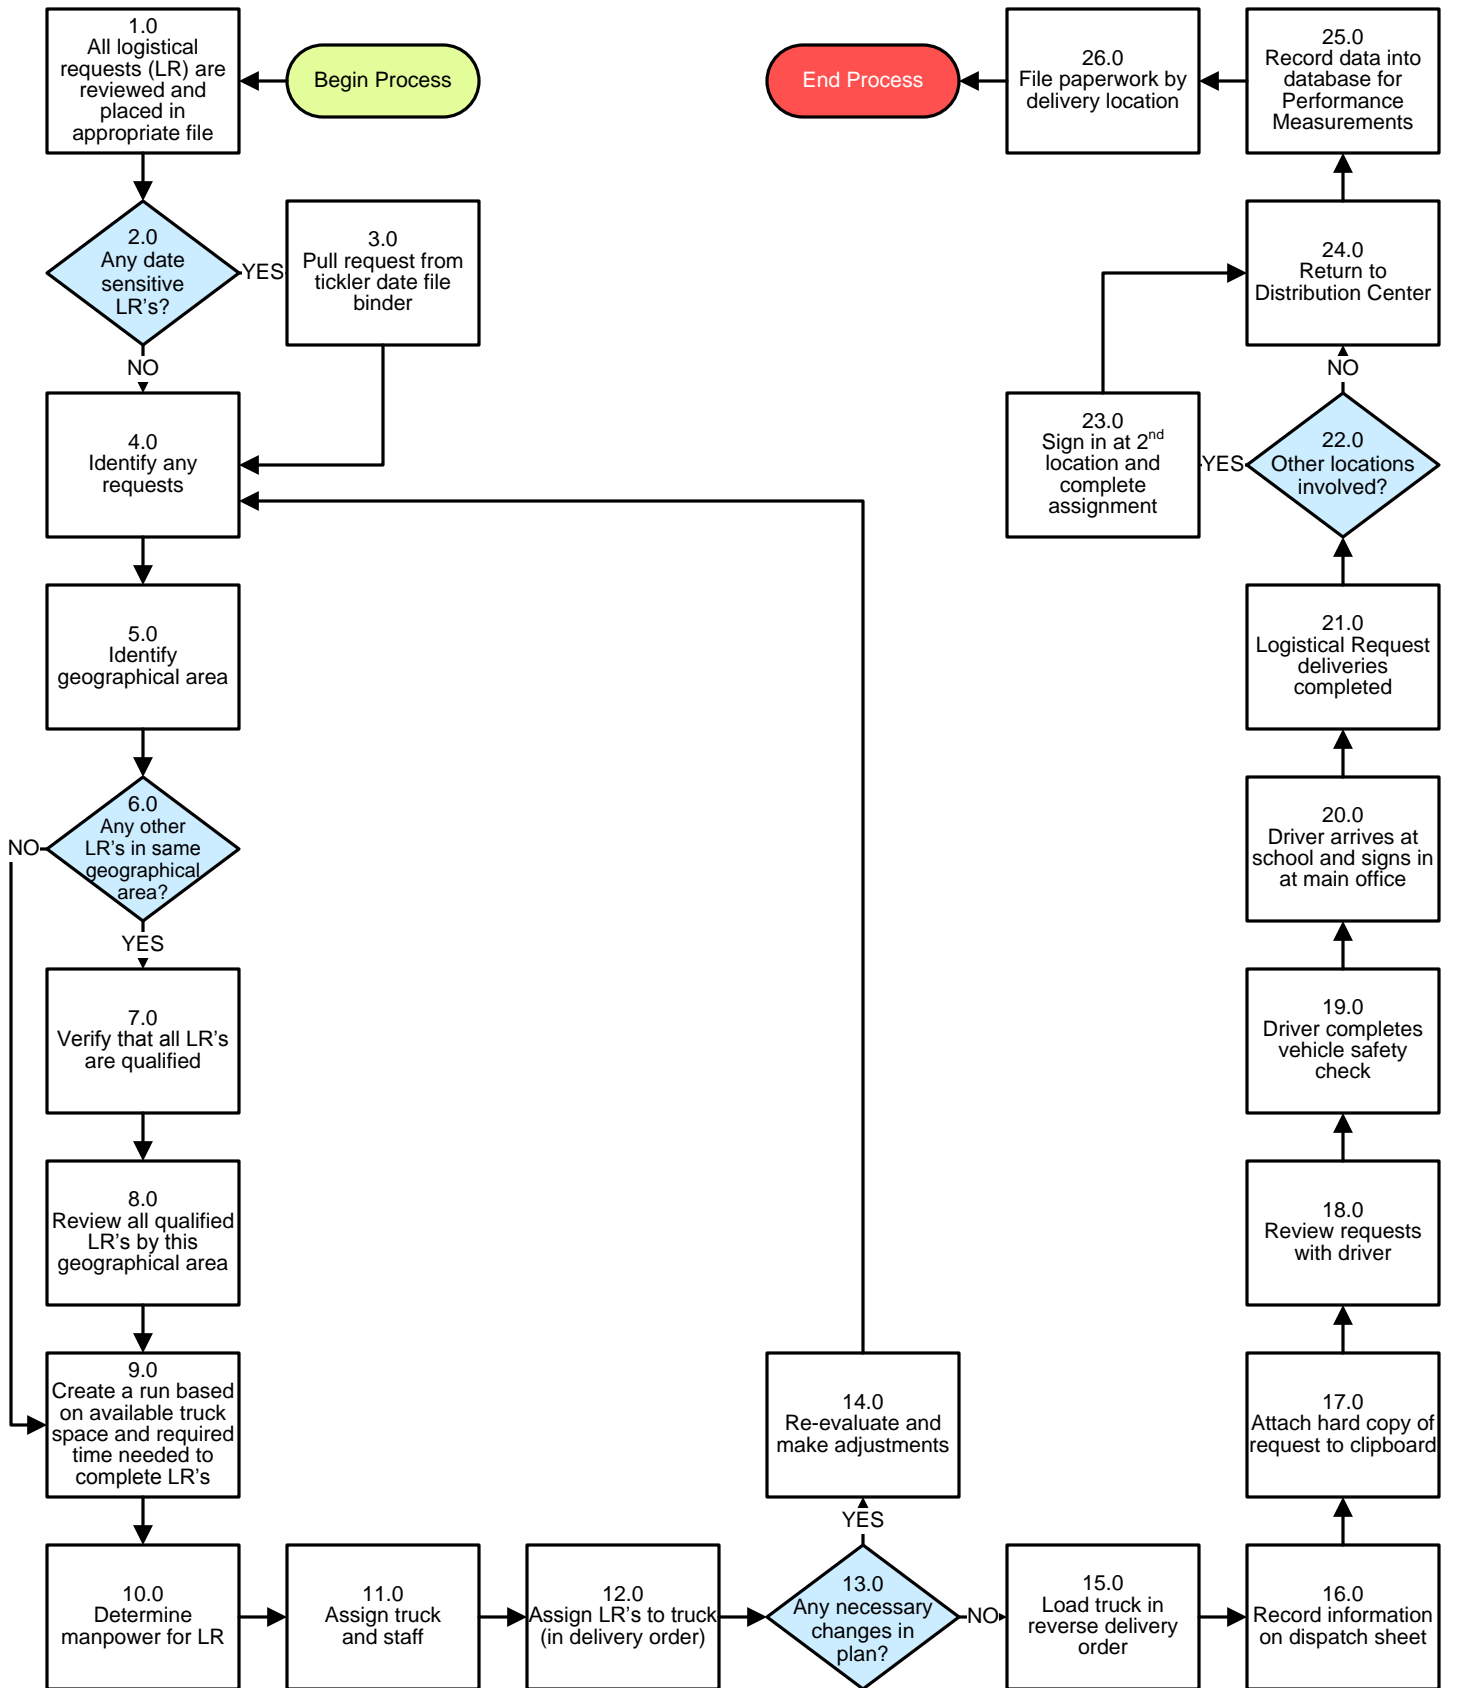 1.0
All logistical
requests (LR) are
reviewed and
placed in
appropriate file
Begin Process
End Process
26.0
File paperwork by
delivery location
25.0
Record data into
database for
Performance
Measurements
2.0
Any date
sensitive
LR's?
YES
NO
3.0
Pull request from
tickler date file
binder
24.0
Return to
Distribution Center
4.0
Identify any
requests
23.0
Sign in at 2nd
location and
complete
assignment
YES
22.0
Other locations
involved?
NO
5.0
Identify
geographical area
21.0
Logistical Request
deliveries
completed
6.0
Any other
LR's in same
geographical
area?
NO
YES
20.0
Driver arrives at
school and signs in
at main office
7.0
Verify that all LR's
are qualified
19.0
Driver completes
vehicle safety
check
8.0
Review all qualified
LR's by this
geographical area
18.0
Review requests
with driver
9.0
Create a run based
on available truck
space and required
time needed to
complete LR's
14.0
Re-evaluate and
make adjustments
17.0
Attach hard copy of
request to clipboard
10.0
Determine
manpower for LR
11.0
Assign truck
and staff
12.0
Assign LR's to truck
(in delivery order)
YES
13.0
Any necessary
changes in
plan?
NO
15.0
Load truck in
reverse delivery
order
16.0
Record information
on dispatch sheet